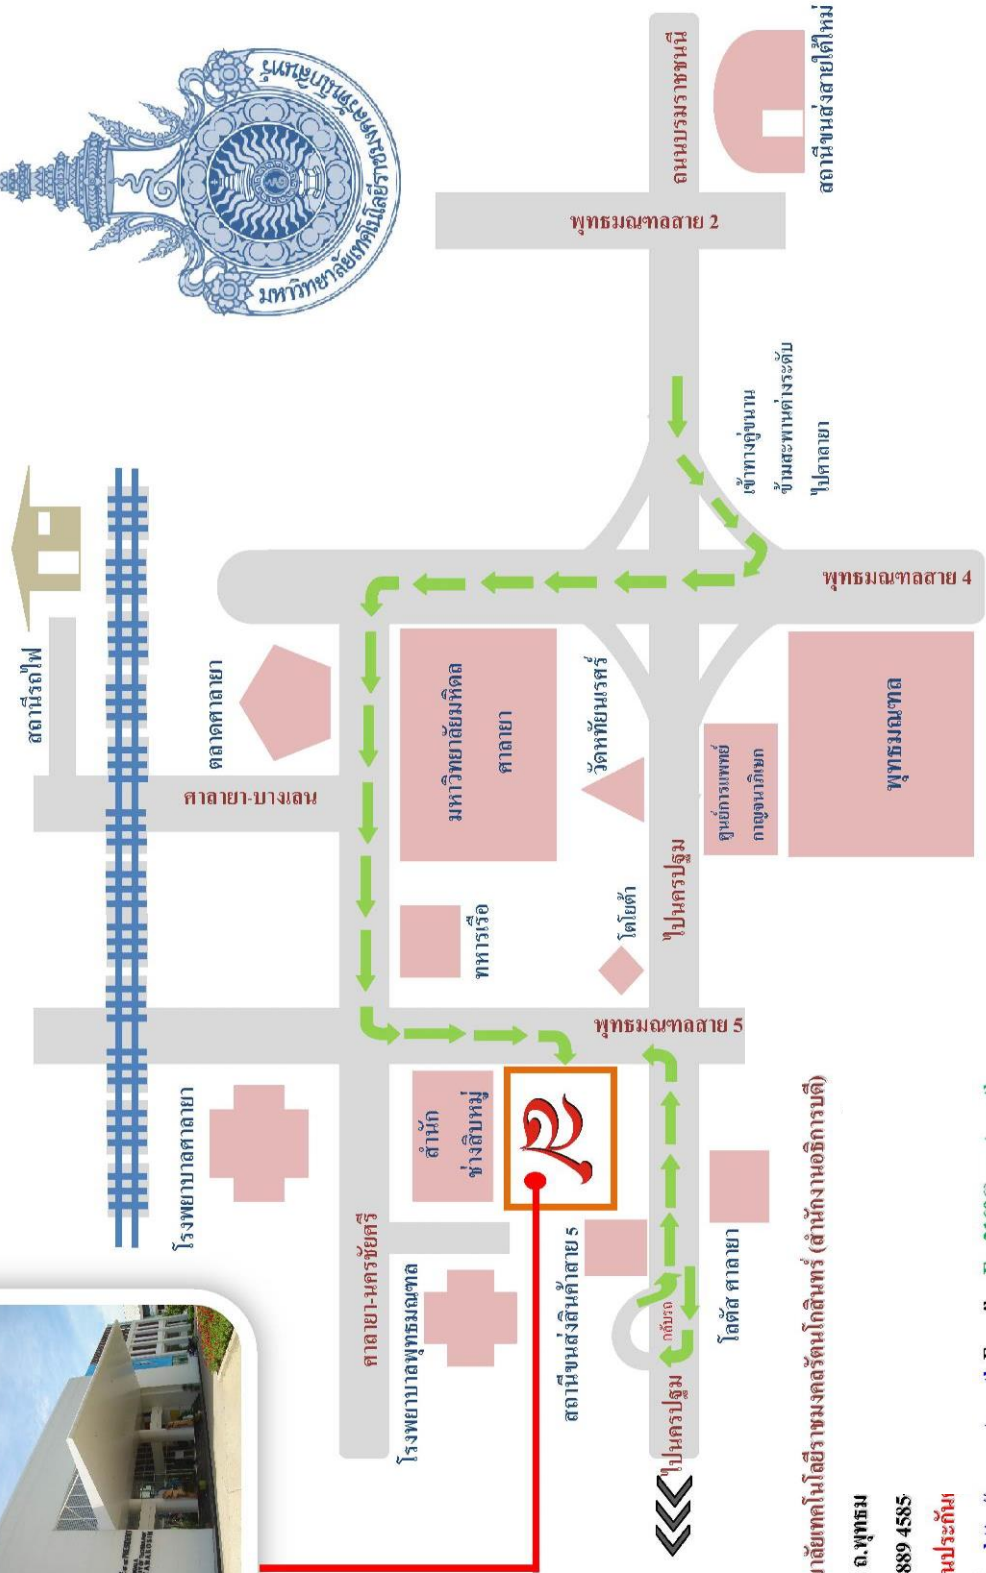 มหาวิทยาลัยเทคโนโลยีราชมงคลรัตนโกสินทร์
สถานีรถไฟ
ตลาดศาลายา
ศาลายา-บางเลน
โรงพยาบาลศาลายา
มหาวิทยาลัยมหิดล
ศาลายา
ทหารเรือ
สำนัก
ช่างสิบหมู่
ศาลายา-นครชัยศรี
โรงพยาบาลพุทธมณฑล
ส
พุทธมณฑลสาย 2
ถนนบรมราชชนนี
สถานีขนส่งสายใต้ใหม่
เข้าทางคู่ขนาน
ข้ามสะพานต่างระดับ
ไปศาลายา
พุทธมณฑลสาย 4
วัดหทัยนเรศร์
ศูนย์การแพทย์
กาญจนาภิเษก
พุทธมณฑล
ไปนครปฐม
โตโยต้า
พุทธมณฑลสาย 5
สถานีขนส่งสินค้าสาย 5
กลับรถ
โลตัส ศาลายา
ไปนครปฐม
าลัยเทคโนโลยีราชมงคลรัตนโกสินทร์ (สำนักงานอธิการบดี)
ถ.พุทธม
889 4585
นประกัน